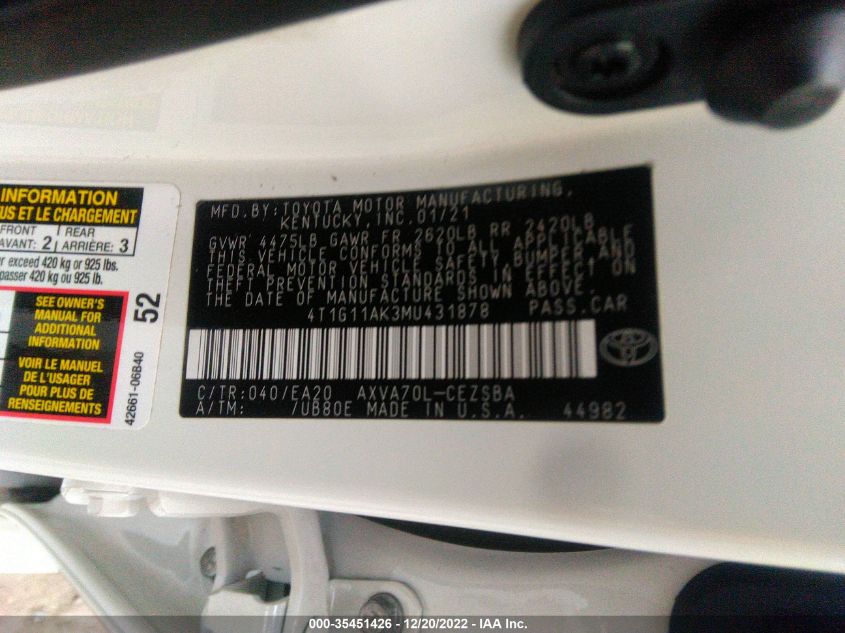 INFORMATION
US ET LE CHARGEMENT
FRONT REAR
AVANT: 2 ARRIÈRE: 3
r exceed 420 kg or 925 lbs.
passer 420 kg ou 925 lb.
SEE OWNER'S
MANUAL FOR
ADDITIONAL
INFORMATION
VOIR LE MANUEL
DE L'USAGER
POUR PLUS DE
RENSEIGNEMENTS
52
42661-06B40
MFD. BY: TOYOTA MOTOR MANUFACTURING,
KENTUCKY, INC. 01/21
GVWR 4475LB GAWR FR 2620LB RR 2420LB
THIS VEHICLE CONFORMS TO ALL APPLICABLE
FEDERAL MOTOR VEHICLE SAFETY, BUMPER, AND
THEFT PREVENTION STANDARDS IN EFFECT ON
THE DATE OF MANUFACTURE SHOWN ABOVE.
4T1G11AK3MU431878 PASS. CAR
C/TR: 040/EA20 AXVA70L-CEZSBA
A/TM: /UB80E MADE IN U.S.A. 44982
000-35451426 - 12/20/2022 - IAA Inc.